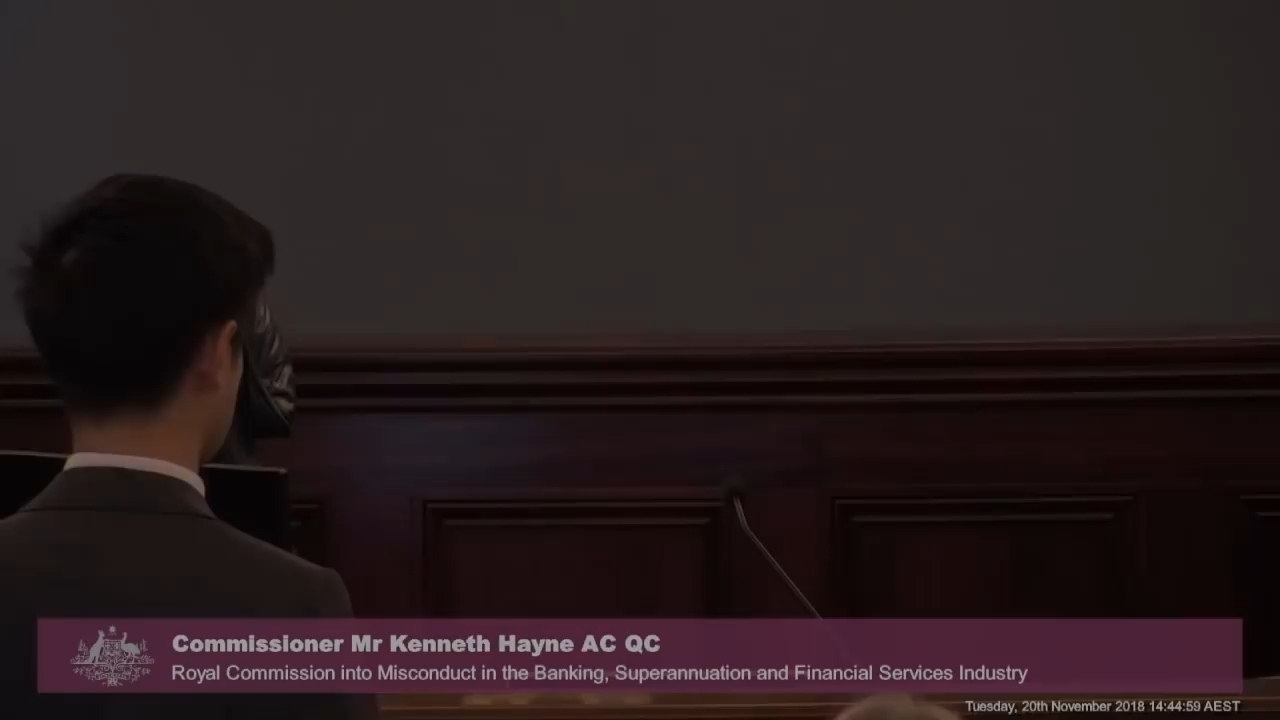 Commissioner Mr Kenneth Hayne AC QC
Royal Commission into Misconduct in the Banking, Superannuation and Financial Services Industry
Tuesday, 20th November 2018 14:44:59 AEST